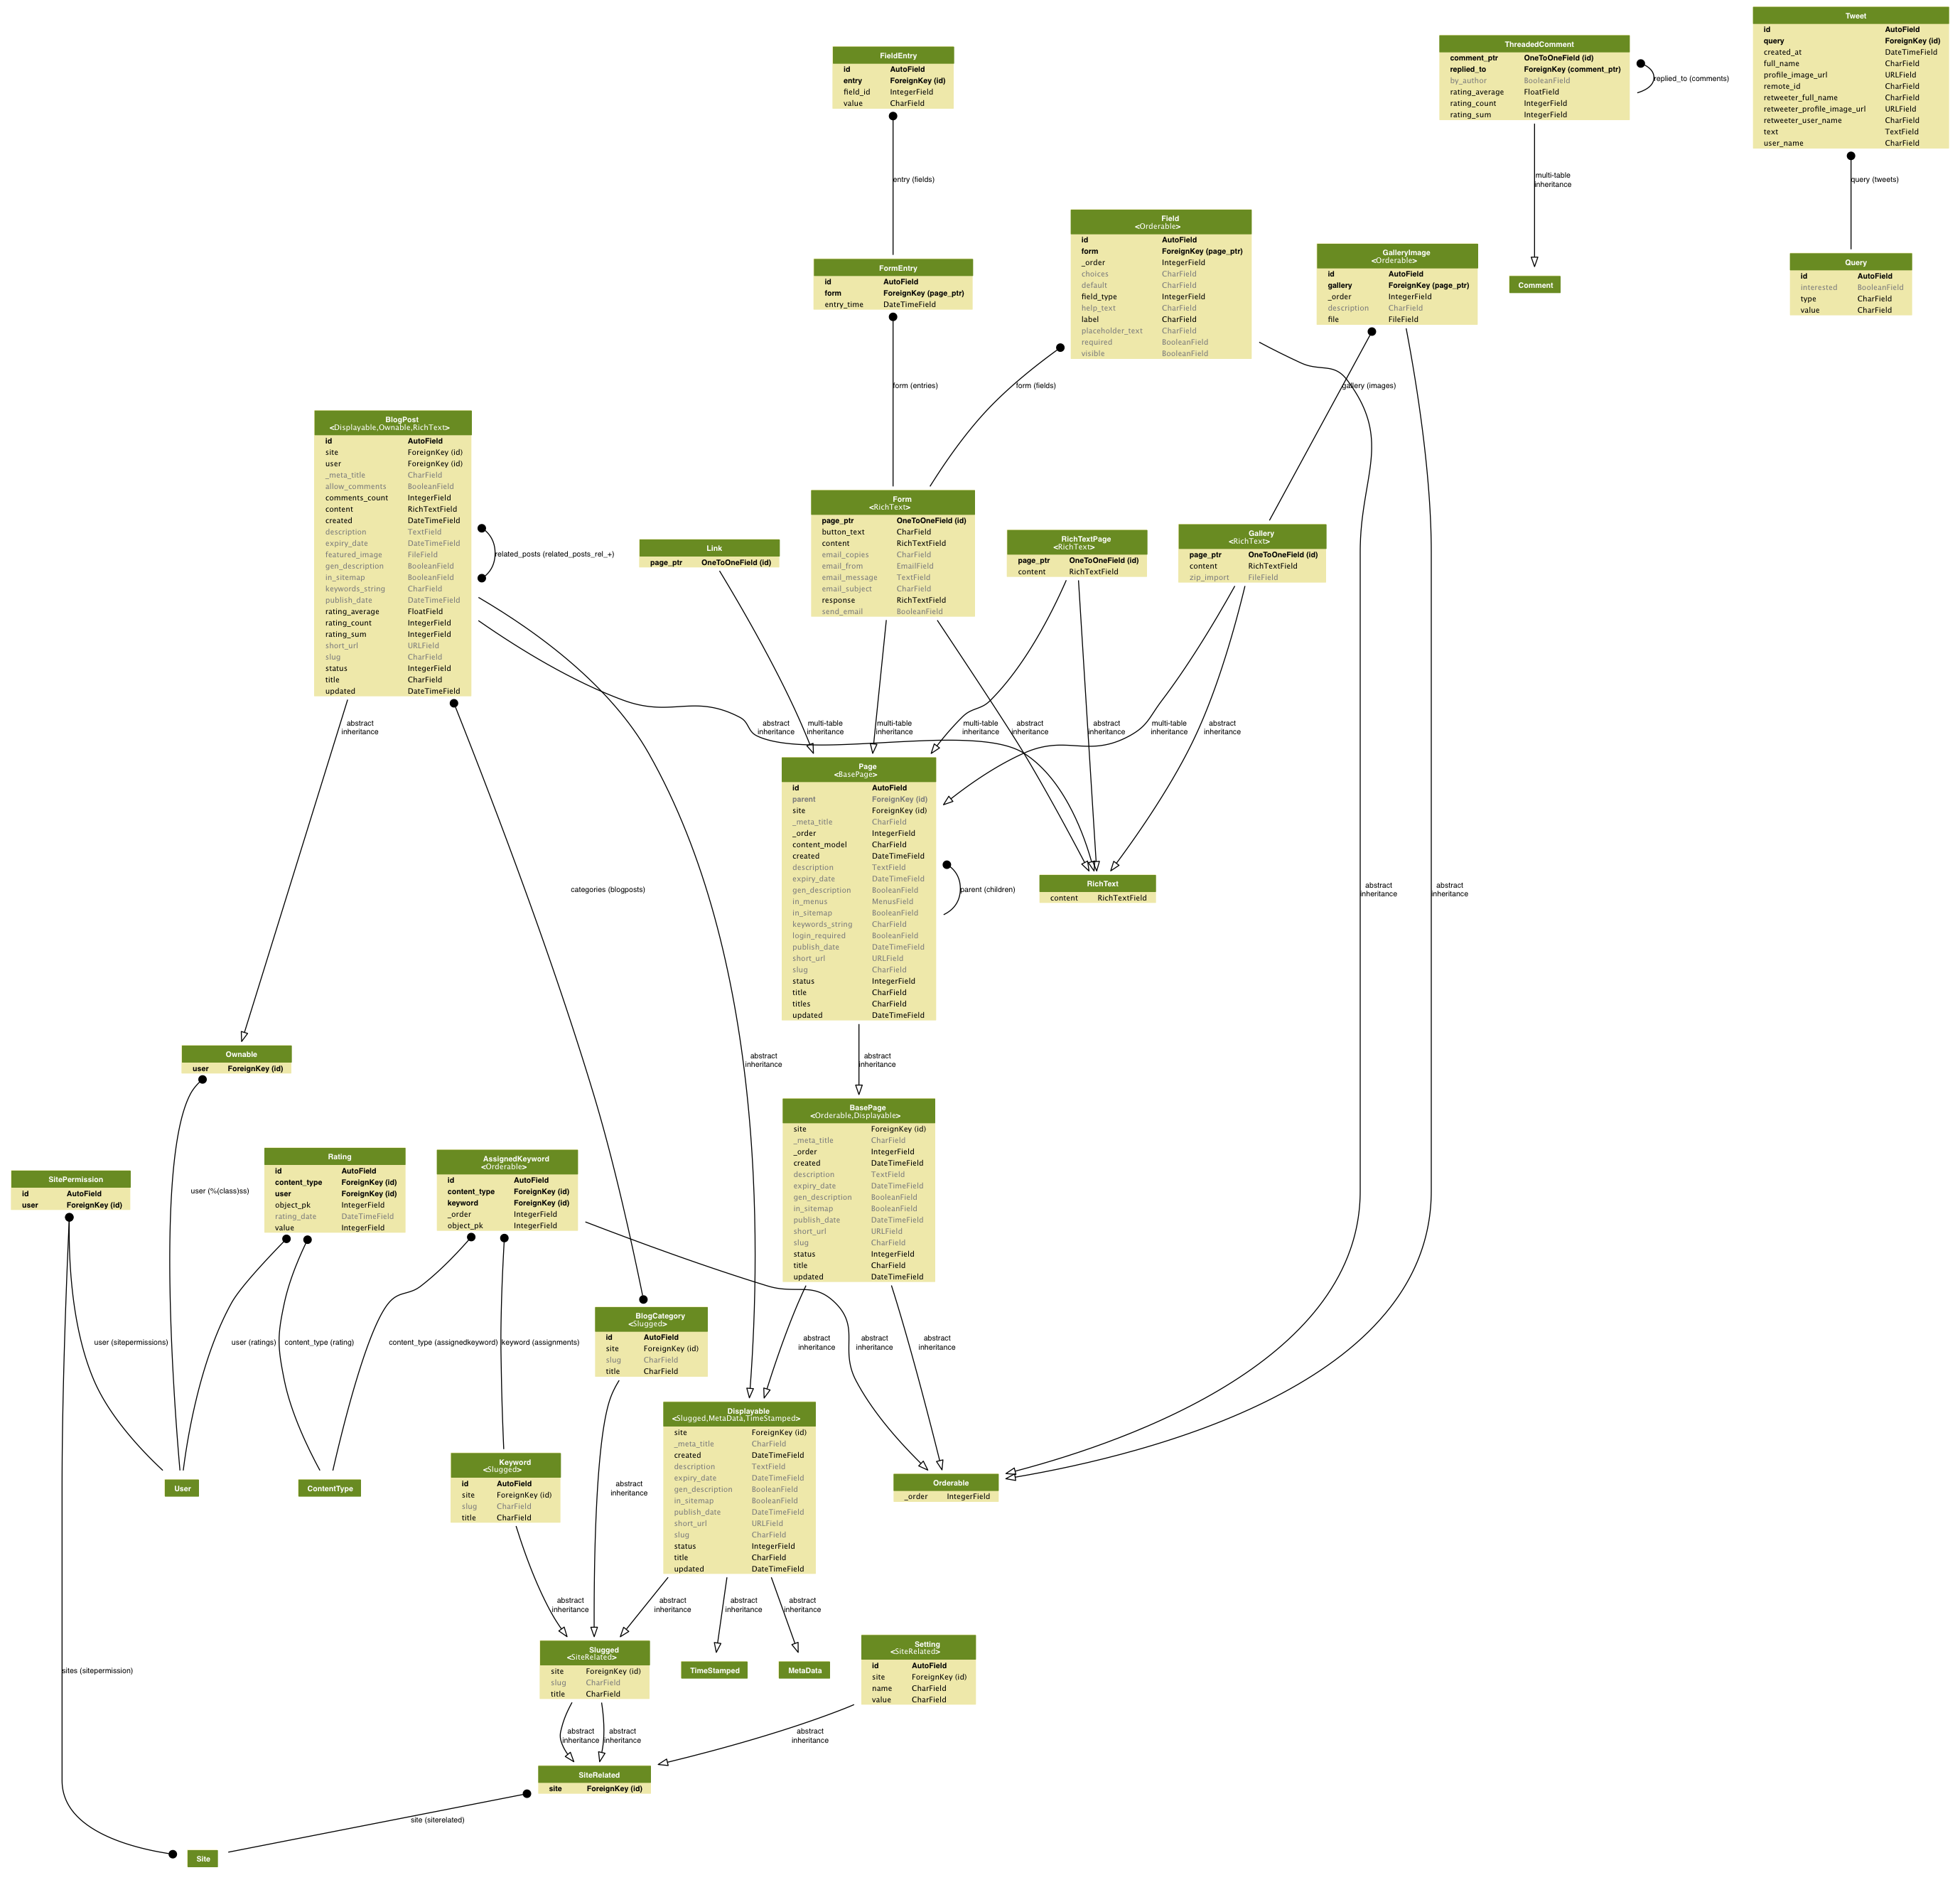 Tweet
id AutoField
query ForeignKey (id)
created_at DateTimeField
full_name CharField
profile_image_url URLField
remote_id CharField
retweeter_full_name CharField
retweeter_profile_image_url URLField
retweeter_user_name CharField
text TextField
user_name CharField
query (tweets)
ThreadedComment
comment_ptr OneToOneField (id)
replied_to ForeignKey (comment_ptr)
by_author BooleanField
rating_average FloatField
rating_count IntegerField
rating_sum IntegerField
replied_to (comments)
multi-table
inheritance
Comment
Query
id AutoField
interested BooleanField
type CharField
value CharField
FieldEntry
id AutoField
entry ForeignKey (id)
field_id IntegerField
value CharField
entry (fields)
FormEntry
id AutoField
form ForeignKey (page_ptr)
entry_time DateTimeField
form (entries)
Field
<Orderable>
id AutoField
form ForeignKey (page_ptr)
_order IntegerField
choices CharField
default CharField
field_type IntegerField
help_text CharField
label CharField
placeholder_text CharField
required BooleanField
visible BooleanField
form (fields)
GalleryImage
<Orderable>
id AutoField
gallery ForeignKey (page_ptr)
_order IntegerField
description CharField
file FileField
gallery (images)
BlogPost
<Displayable,Ownable,RichText>
id AutoField
site ForeignKey (id)
user ForeignKey (id)
_meta_title CharField
allow_comments BooleanField
comments_count IntegerField
content RichTextField
created DateTimeField
description TextField
expiry_date DateTimeField
featured_image FileField
gen_description BooleanField
in_sitemap BooleanField
keywords_string CharField
publish_date DateTimeField
rating_average FloatField
rating_count IntegerField
rating_sum IntegerField
short_url URLField
slug CharField
status IntegerField
title CharField
updated DateTimeField
related_posts (related_posts_rel_+)
Link
page_ptr OneToOneField (id)
Form
<RichText>
page_ptr OneToOneField (id)
button_text CharField
content RichTextField
email_copies CharField
email_from EmailField
email_message TextField
email_subject CharField
response RichTextField
send_email BooleanField
RichTextPage
<RichText>
page_ptr OneToOneField (id)
content RichTextField
Gallery
<RichText>
page_ptr OneToOneField (id)
content RichTextField
zip_import FileField
abstract
inheritance
abstract
inheritance
multi-table
inheritance
multi-table
inheritance
multi-table
inheritance
abstract
inheritance
abstract
inheritance
multi-table
inheritance
abstract
inheritance
Page
<BasePage>
id AutoField
parent ForeignKey (id)
site ForeignKey (id)
_meta_title CharField
_order IntegerField
content_model CharField
created DateTimeField
description TextField
expiry_date DateTimeField
gen_description BooleanField
in_menus MenusField
in_sitemap BooleanField
keywords_string CharField
login_required BooleanField
publish_date DateTimeField
short_url URLField
slug CharField
status IntegerField
title CharField
titles CharField
updated DateTimeField
parent (children)
RichText
content RichTextField
categories (blogposts)
abstract
inheritance
abstract
inheritance
Ownable
user ForeignKey (id)
abstract
inheritance
abstract
inheritance
BasePage
<Orderable,Displayable>
site ForeignKey (id)
_meta_title CharField
_order IntegerField
created DateTimeField
description TextField
expiry_date DateTimeField
gen_description BooleanField
in_sitemap BooleanField
publish_date DateTimeField
short_url URLField
slug CharField
status IntegerField
title CharField
updated DateTimeField
SitePermission
id AutoField
user ForeignKey (id)
user (%(class)ss)
Rating
id AutoField
content_type ForeignKey (id)
user ForeignKey (id)
object_pk IntegerField
rating_date DateTimeField
value IntegerField
AssignedKeyword
<Orderable>
id AutoField
content_type ForeignKey (id)
keyword ForeignKey (id)
_order IntegerField
object_pk IntegerField
user (sitepermissions)
user (ratings)
content_type (rating)
content_type (assignedkeyword)
keyword (assignments)
BlogCategory
<Slugged>
id AutoField
site ForeignKey (id)
slug CharField
title CharField
abstract
inheritance
abstract
inheritance
abstract
inheritance
User
ContentType
Keyword
<Slugged>
id AutoField
site ForeignKey (id)
slug CharField
title CharField
abstract
inheritance
Displayable
<Slugged,MetaData,TimeStamped>
site ForeignKey (id)
_meta_title CharField
created DateTimeField
description TextField
expiry_date DateTimeField
gen_description BooleanField
in_sitemap BooleanField
publish_date DateTimeField
short_url URLField
slug CharField
status IntegerField
title CharField
updated DateTimeField
Orderable
_order IntegerField
abstract
inheritance
abstract
inheritance
abstract
inheritance
abstract
inheritance
Slugged
<SiteRelated>
site ForeignKey (id)
slug CharField
title CharField
TimeStamped
MetaData
Setting
<SiteRelated>
id AutoField
site ForeignKey (id)
name CharField
value CharField
sites (sitepermission)
abstract
inheritance
abstract
inheritance
abstract
inheritance
SiteRelated
site ForeignKey (id)
site (siterelated)
Site